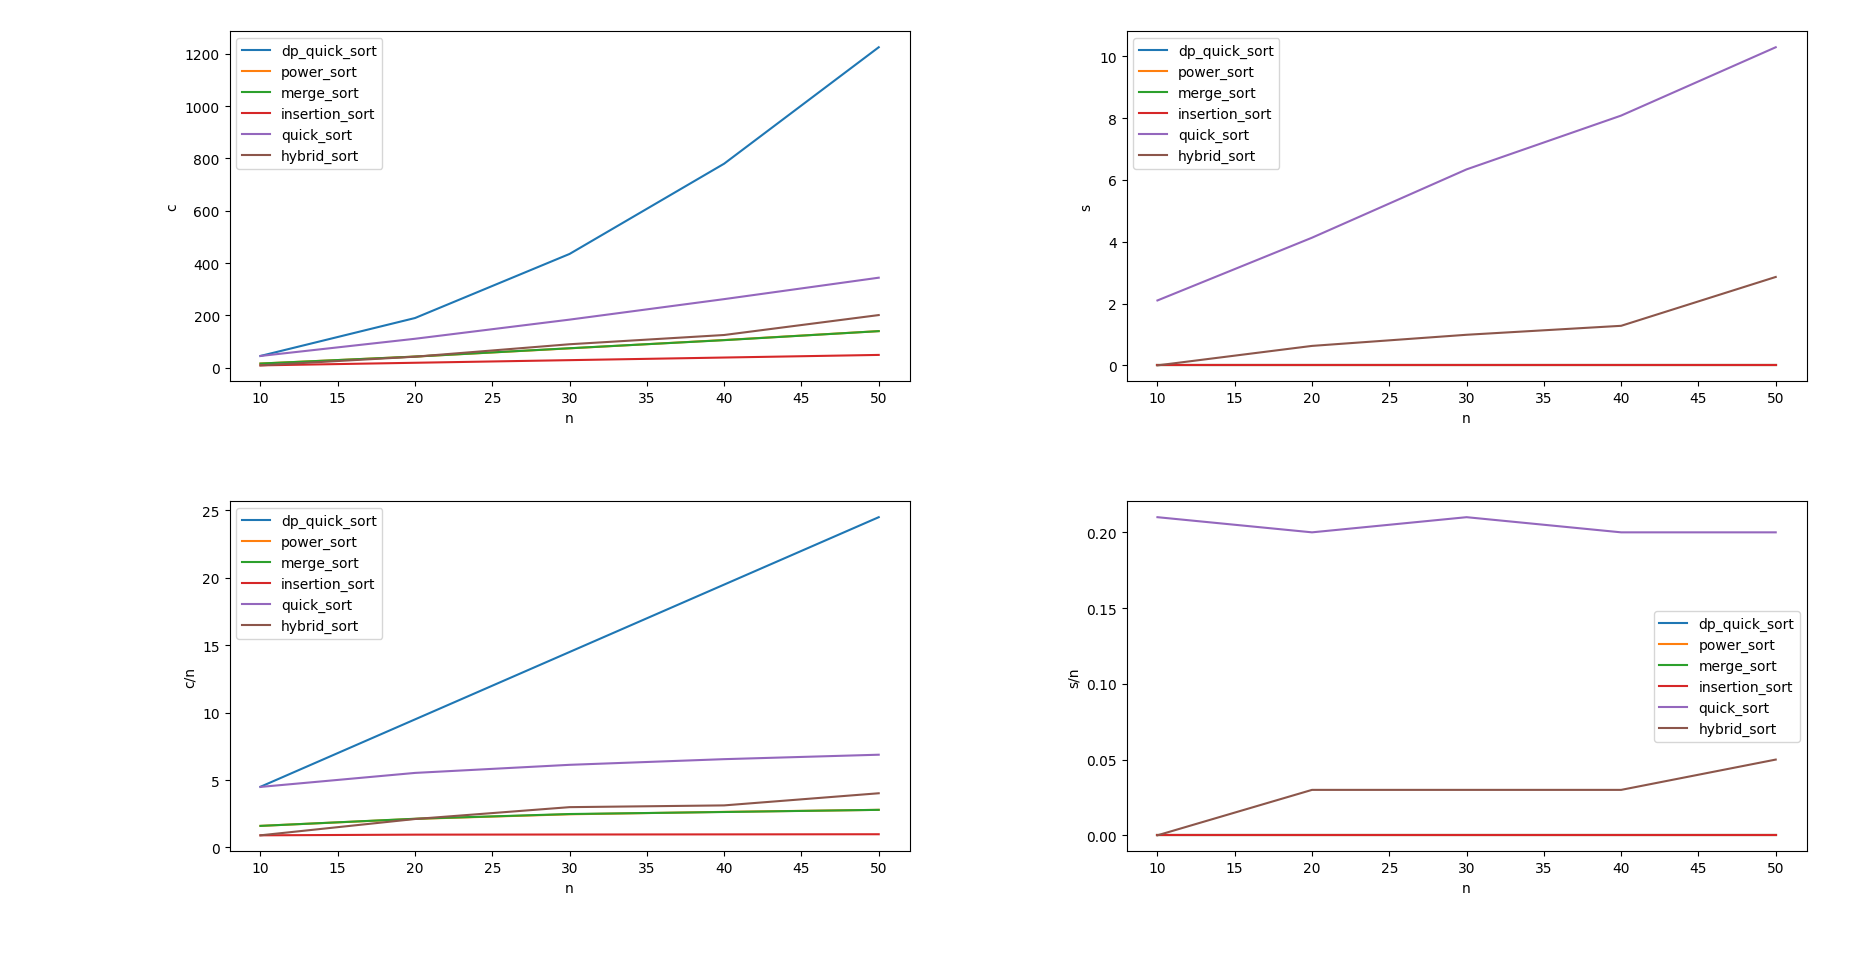 1200
1000
800
600
400
200
0
c
dp_quick_sort
power_sort
merge_sort
insertion_sort
quick_sort
hybrid_sort
10 15 20 25 30 35 40 45 50
n
10
8
6
4
2
0
s
dp_quick_sort
power_sort
merge_sort
insertion_sort
quick_sort
hybrid_sort
10 15 20 25 30 35 40 45 50
n
25
20
15
10
5
0
c/n
dp_quick_sort
power_sort
merge_sort
insertion_sort
quick_sort
hybrid_sort
10 15 20 25 30 35 40 45 50
n
0.20
0.15
0.10
0.05
0.00
s/n
dp_quick_sort
power_sort
merge_sort
insertion_sort
quick_sort
hybrid_sort
10 15 20 25 30 35 40 45 50
n